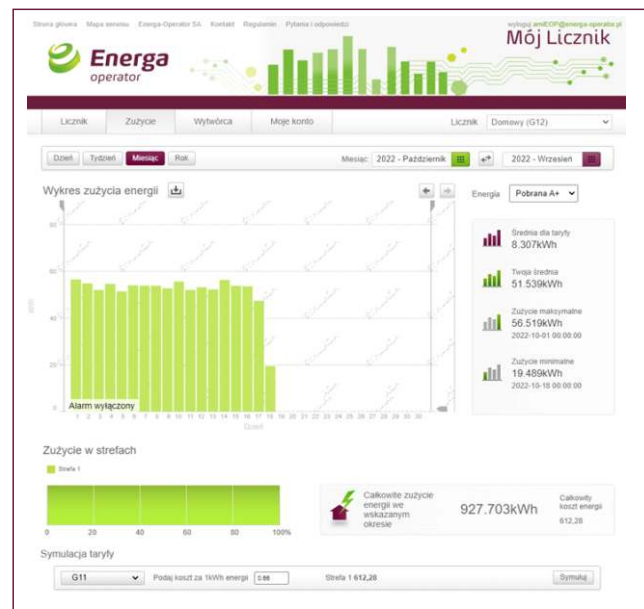 Strona główna Mapa serwisu Energa-Operator SA Kontakt Regulamin Pytania i odpowiedzi
wyloguj amiEOP@energa-operator.pl
Energa
operator
Mój Licznik
Licznik Zużycie Wytwórca Moje konto Licznik Domowy (G12)
Dzień Tydzień Miesiąc Rok Miesiąc 2022 - Październik 2022 - Wrzesień
Wykres zużycia energii
Energia Pobrana A+
80
60
40
20
0
Alarm wyłączony
1 2 3 4 5 6 7 8 9 10 11 12 13 14 15 16 17 18 19 20 21 22 23 24 25 26 27 28 29 30
Dzień
Średnia dla taryfy
8.307kWh
Twoja średnia
51.539kWh
Zużycie maksymalne
56.519kWh
2022-10-01 00:00:00
Zużycie minimalne
19.489kWh
2022-10-18 00:00:00
Zużycie w strefach
Strefa 1
0 20 40 60 80 100%
Całkowite zużycie
energii we
wskazanym
okresie
927.703kWh
Całkowity
koszt energii
612,28
Symulacja taryfy
G11 Podaj koszt za 1kWh energii 0.66 Strefa 1 612,28 Symuluj